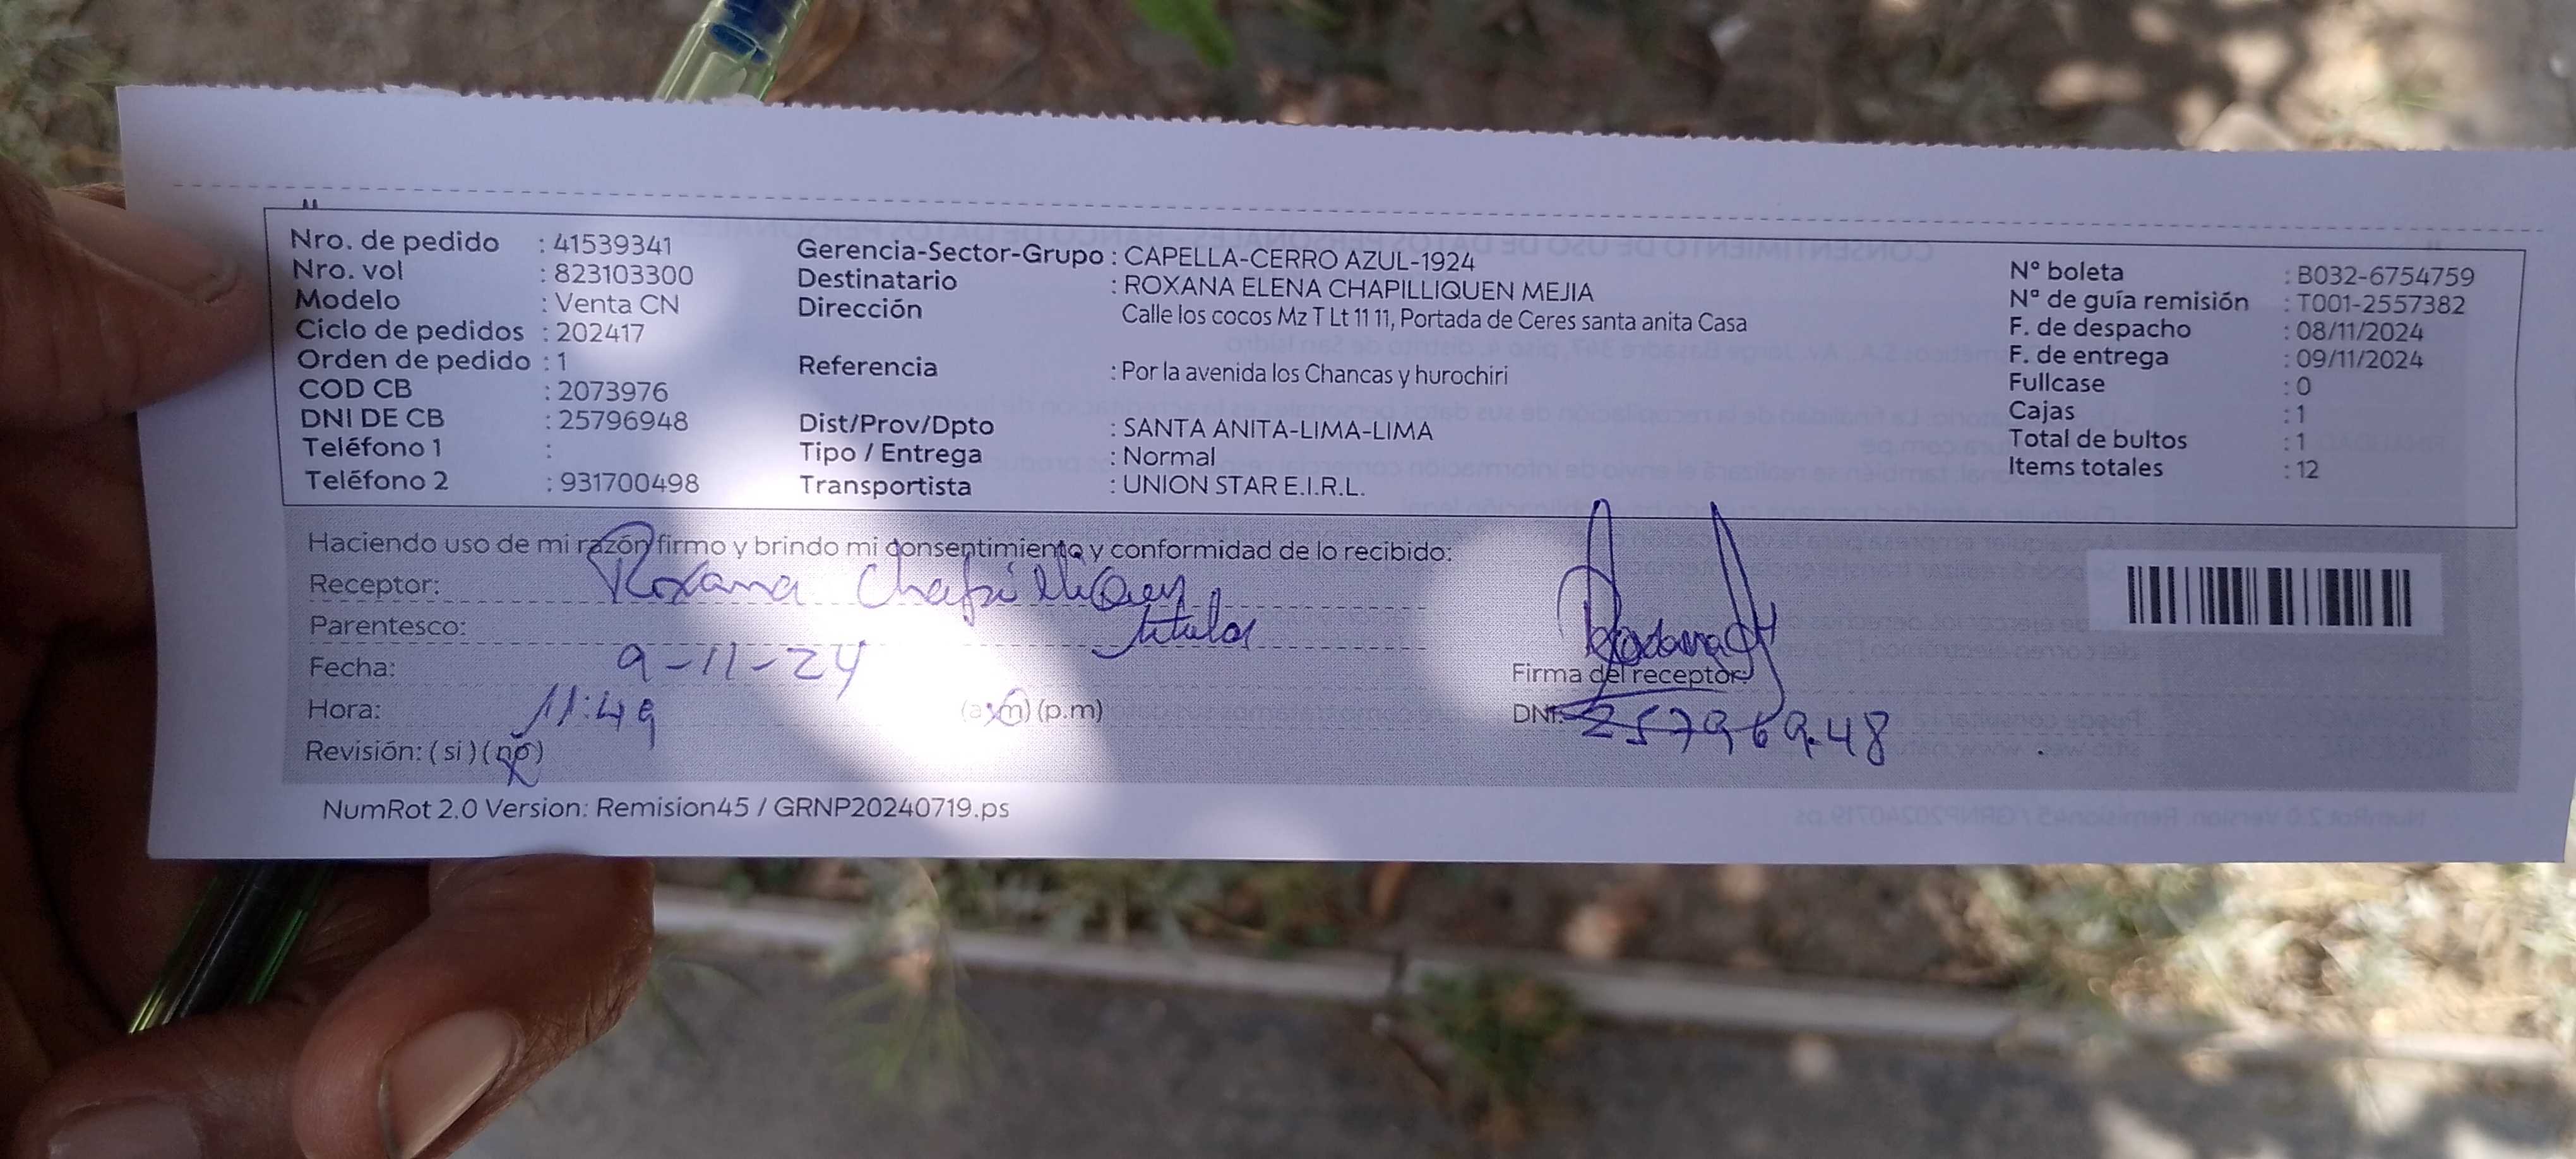 Nro. de pedido : 41539341
Nro. vol : 823103300
Modelo : Venta CN
Ciclo de pedidos : 202417
Orden de pedido : 1
COD CB : 2073976
DNI DE CB : 25796948
Teléfono 1 :
Teléfono 2 : 931700498
Gerencia-Sector-Grupo : CAPELLA-CERRO AZUL-1924
Destinatario : ROXANA ELENA CHAPILLIQUEN MEJIA
Dirección Calle los cocos Mz T Lt 11 11, Portada de Ceres santa anita Casa
Referencia : Por la avenida los Chancas y hurochiri
Dist/Prov/Dpto : SANTA ANITA-LIMA-LIMA
Tipo / Entrega : Normal
Transportista : UNION STAR E.I.R.L.
N° boleta : B032-6754759
N° de guía remisión : T001-2557382
F. de despacho : 08/11/2024
F. de entrega : 09/11/2024
Fullcase : 0
Cajas : 1
Total de bultos : 1
Items totales : 12
Haciendo uso de mi razón firmo y brindo mi consentimiento y conformidad de lo recibido:
Receptor: Roxana Chapilliquen
Parentesco: titular
Fecha: 9-11-24
Hora: 11:49 (a.m) (p.m)
Revisión: ( si ) ( no )
Firma del receptor
DNI: 25796948
NumRot 2.0 Version: Remision45 / GRNP20240719.ps